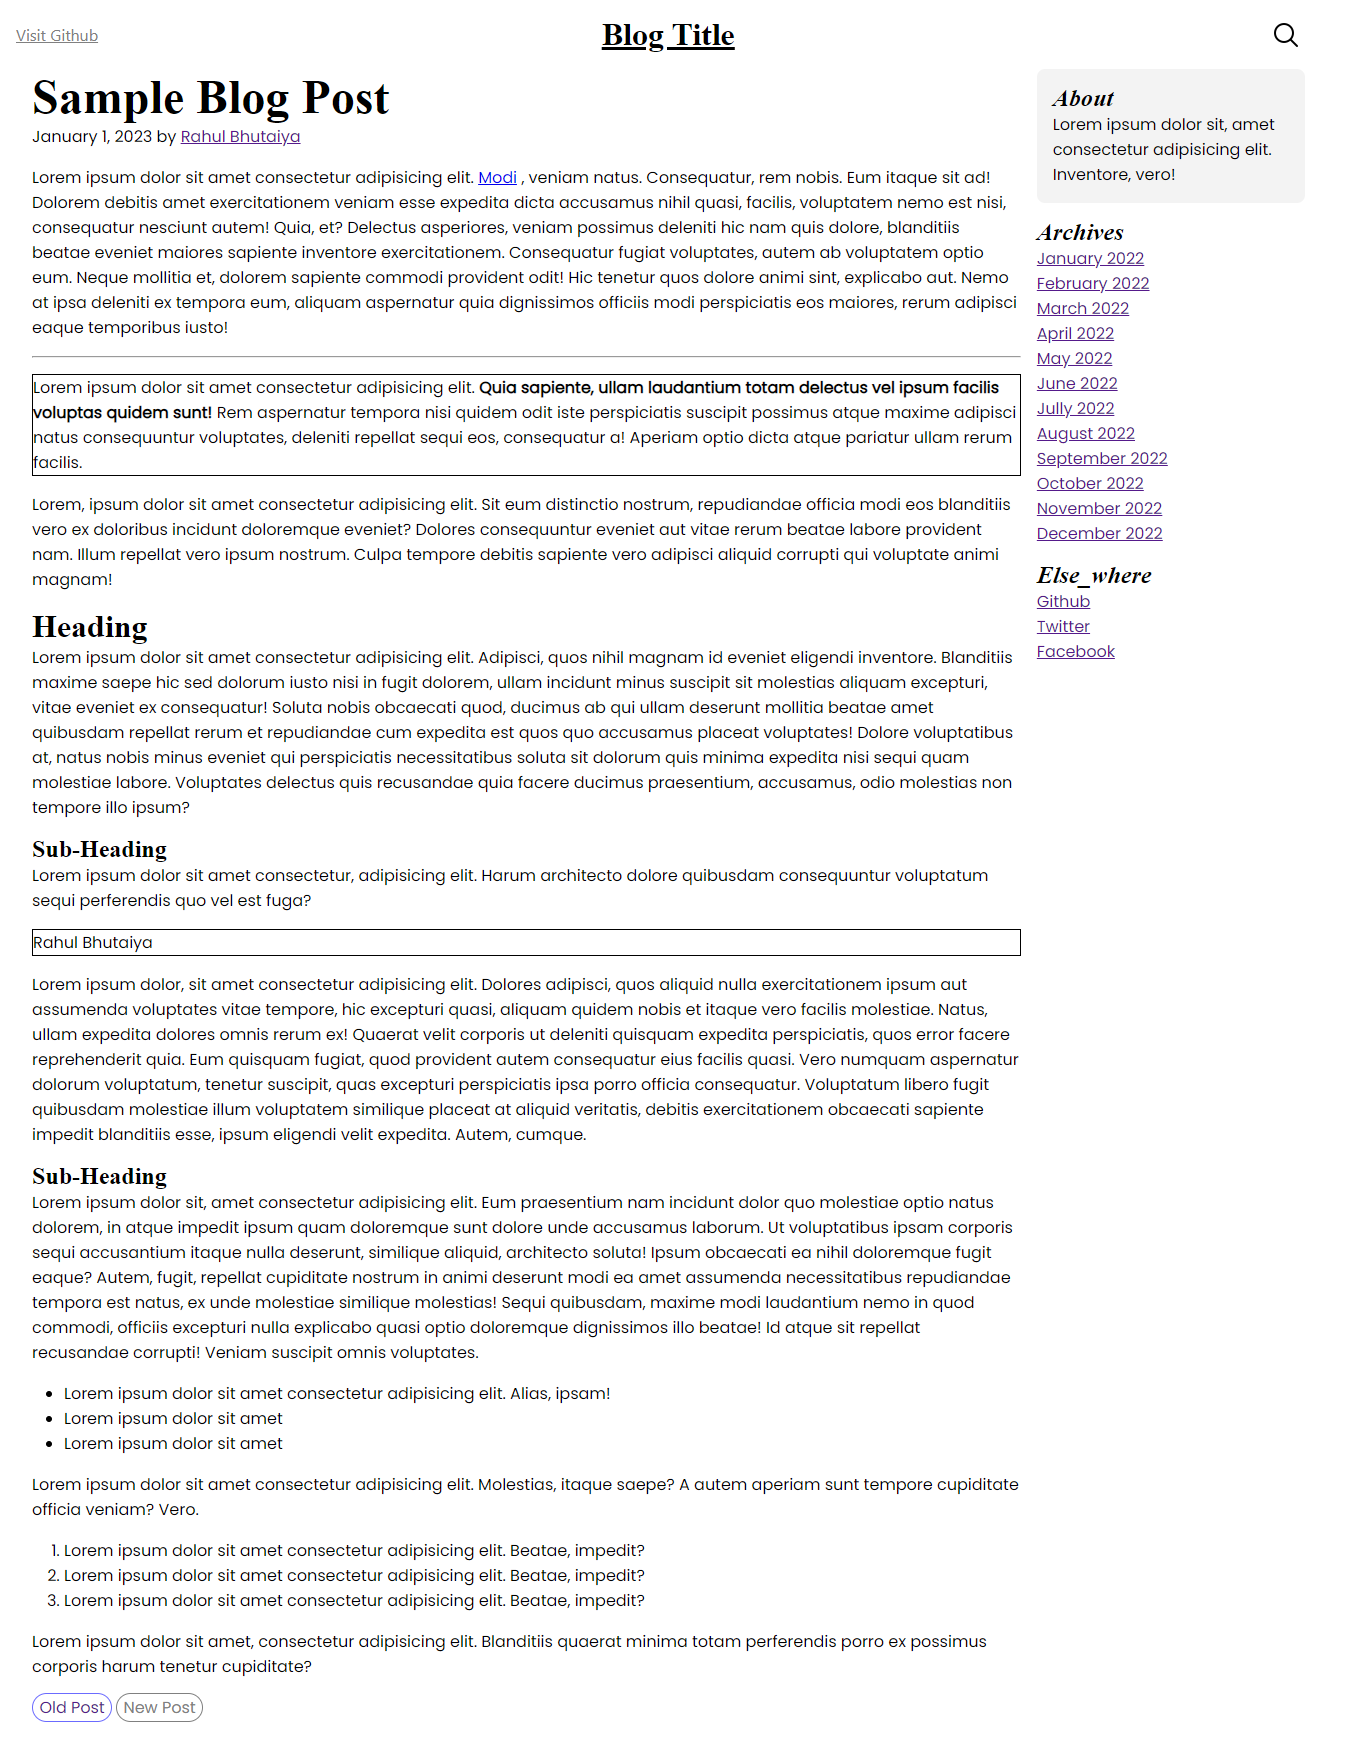 Visit Github
Blog Title
Sample Blog Post
January 1, 2023 by Rahul Bhutaiya
Lorem ipsum dolor sit amet consectetur adipisicing elit. Modi , veniam natus. Consequatur, rem nobis. Eum itaque sit ad!
Dolorem debitis amet exercitationem veniam esse expedita dicta accusamus nihil quasi, facilis, voluptatem nemo est nisi,
consequatur nesciunt autem! Quia, et? Delectus asperiores, veniam possimus deleniti hic nam quis dolore, blanditiis
beatae eveniet maiores sapiente inventore exercitationem. Consequatur fugiat voluptates, autem ab voluptatem optio
eum. Neque mollitia et, dolorem sapiente commodi provident odit! Hic tenetur quos dolore animi sint, explicabo aut. Nemo
at ipsa deleniti ex tempora eum, aliquam aspernatur quia dignissimos officiis modi perspiciatis eos maiores, rerum adipisci
eaque temporibus iusto!
Lorem ipsum dolor sit amet consectetur adipisicing elit. Quia sapiente, ullam laudantium totam delectus vel ipsum facilis
voluptas quidem sunt! Rem aspernatur tempora nisi quidem odit iste perspiciatis suscipit possimus atque maxime adipisci
natus consequuntur voluptates, deleniti repellat sequi eos, consequatur a! Aperiam optio dicta atque pariatur ullam rerum
facilis.
Lorem, ipsum dolor sit amet consectetur adipisicing elit. Sit eum distinctio nostrum, repudiandae officia modi eos blanditiis
vero ex doloribus incidunt doloremque eveniet? Dolores consequuntur eveniet aut vitae rerum beatae labore provident
nam. Illum repellat vero ipsum nostrum. Culpa tempore debitis sapiente vero adipisci aliquid corrupti qui voluptate animi
magnam!
Heading
Lorem ipsum dolor sit amet consectetur adipisicing elit. Adipisci, quos nihil magnam id eveniet eligendi inventore. Blanditiis
maxime saepe hic sed dolorum iusto nisi in fugit dolorem, ullam incidunt minus suscipit sit molestias aliquam excepturi,
vitae eveniet ex consequatur! Soluta nobis obcaecati quod, ducimus ab qui ullam deserunt mollitia beatae amet
quibusdam repellat rerum et repudiandae cum expedita est quos quo accusamus placeat voluptates! Dolore voluptatibus
at, natus nobis minus eveniet qui perspiciatis necessitatibus soluta sit dolorum quis minima expedita nisi sequi quam
molestiae labore. Voluptates delectus quis recusandae quia facere ducimus praesentium, accusamus, odio molestias non
tempore illo ipsum?
Sub-Heading
Lorem ipsum dolor sit amet consectetur, adipisicing elit. Harum architecto dolore quibusdam consequuntur voluptatum
sequi perferendis quo vel est fuga?
Rahul Bhutaiya
Lorem ipsum dolor, sit amet consectetur adipisicing elit. Dolores adipisci, quos aliquid nulla exercitationem ipsum aut
assumenda voluptates vitae tempore, hic excepturi quasi, aliquam quidem nobis et itaque vero facilis molestiae. Natus,
ullam expedita dolores omnis rerum ex! Quaerat velit corporis ut deleniti quisquam expedita perspiciatis, quos error facere
reprehenderit quia. Eum quisquam fugiat, quod provident autem consequatur eius facilis quasi. Vero numquam aspernatur
dolorum voluptatum, tenetur suscipit, quas excepturi perspiciatis ipsa porro officia consequatur. Voluptatum libero fugit
quibusdam molestiae illum voluptatem similique placeat at aliquid veritatis, debitis exercitationem obcaecati sapiente
impedit blanditiis esse, ipsum eligendi velit expedita. Autem, cumque.
Sub-Heading
Lorem ipsum dolor sit, amet consectetur adipisicing elit. Eum praesentium nam incidunt dolor quo molestiae optio natus
dolorem, in atque impedit ipsum quam doloremque sunt dolore unde accusamus laborum. Ut voluptatibus ipsam corporis
sequi accusantium itaque nulla deserunt, similique aliquid, architecto soluta! Ipsum obcaecati ea nihil doloremque fugit
eaque? Autem, fugit, repellat cupiditate nostrum in animi deserunt modi ea amet assumenda necessitatibus repudiandae
tempora est natus, ex unde molestiae similique molestias! Sequi quibusdam, maxime modi laudantium nemo in quod
commodi, officiis excepturi nulla explicabo quasi optio doloremque dignissimos illo beatae! Id atque sit repellat
recusandae corrupti! Veniam suscipit omnis voluptates.
• Lorem ipsum dolor sit amet consectetur adipisicing elit. Alias, ipsam!
• Lorem ipsum dolor sit amet
• Lorem ipsum dolor sit amet
Lorem ipsum dolor sit amet consectetur adipisicing elit. Molestias, itaque saepe? A autem aperiam sunt tempore cupiditate
officia veniam? Vero.
1. Lorem ipsum dolor sit amet consectetur adipisicing elit. Beatae, impedit?
2. Lorem ipsum dolor sit amet consectetur adipisicing elit. Beatae, impedit?
3. Lorem ipsum dolor sit amet consectetur adipisicing elit. Beatae, impedit?
Lorem ipsum dolor sit amet, consectetur adipisicing elit. Blanditiis quaerat minima totam perferendis porro ex possimus
corporis harum tenetur cupiditate?
Old Post New Post
About
Lorem ipsum dolor sit, amet
consectetur adipisicing elit.
Inventore, vero!
Archives
January 2022
February 2022
March 2022
April 2022
May 2022
June 2022
Jully 2022
August 2022
September 2022
October 2022
November 2022
December 2022
Else_where
Github
Twitter
Facebook